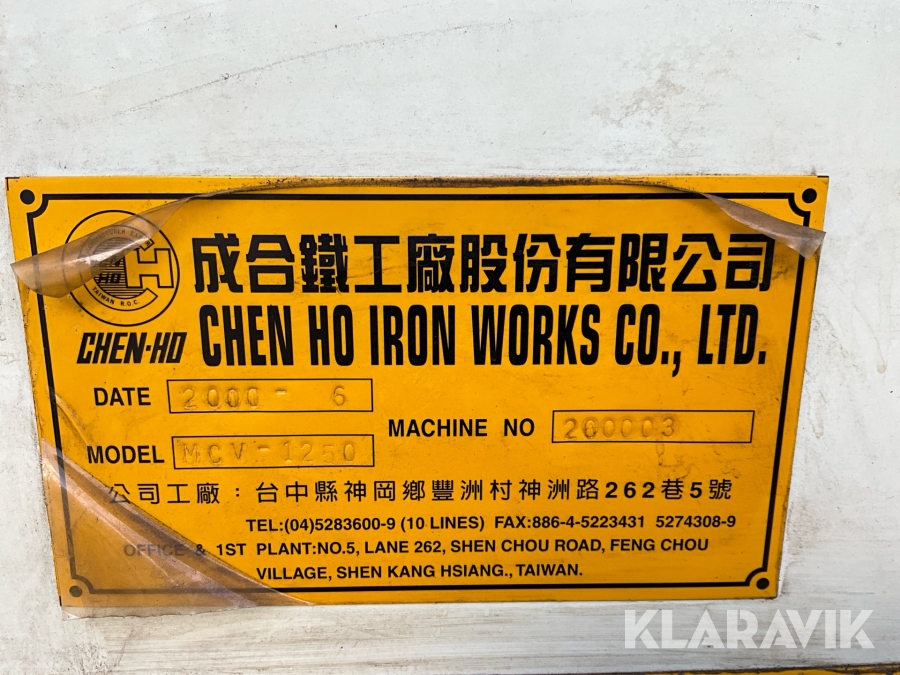 成合鐵工廠股份有限公司
TAIWAN R.O.C
CHEN-HO
CHEN HO IRON WORKS CO., LTD.
DATE 2000 - 6
MACHINE NO 260003
MODEL MCV-1250
公司工廠：台中縣神岡鄉豐洲村神洲路262巷5號
TEL:(04)5283600-9 (10 LINES) FAX:886-4-5223431 5274308-9
OFFICE & 1ST PLANT:NO.5, LANE 262, SHEN CHOU ROAD, FENG CHOU
VILLAGE, SHEN KANG HSIANG., TAIWAN.
KLARAVIK